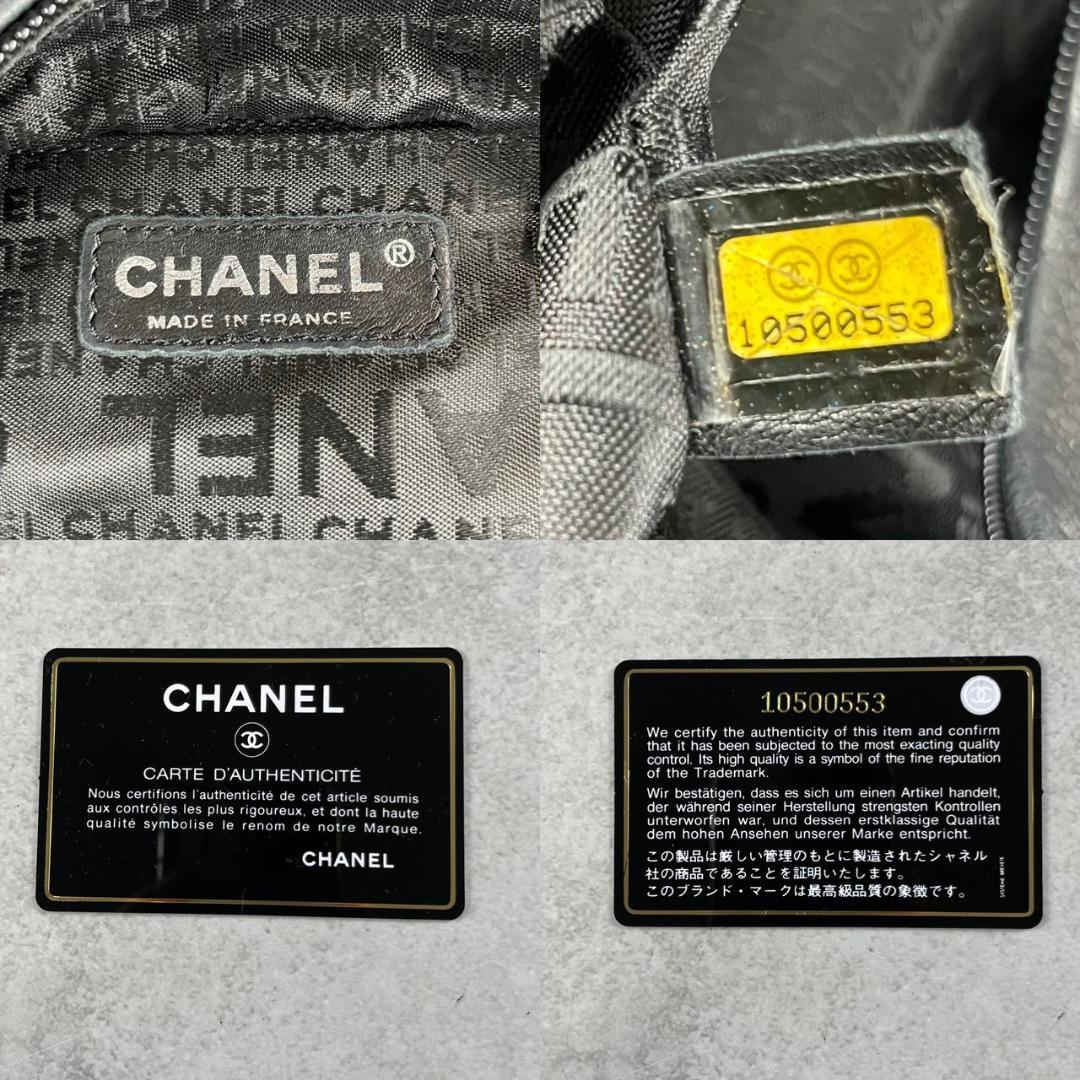 CHANEL®
MADE IN FRANCE
10500553
CHANEL
CARTE D'AUTHENTICITÉ
Nous certifions l'authenticité de cet article soumis
aux contrôles les plus rigoureux, et dont la haute
qualité symbolise le renom de notre Marque.
CHANEL
10500553
We certify the authenticity of this item and confirm
that it has been subjected to the most exacting quality
control. Its high quality is a symbol of the fine reputation
of the Trademark.
Wir bestätigen, dass es sich um einen Artikel handelt,
der während seiner Herstellung strengsten Kontrollen
unterworfen war, und dessen erstklassige Qualität
dem hohen Ansehen unserer Marke entspricht.
この製品は厳しい管理のもとに製造されたシャネル
社の商品であることを証明いたします。
このブランド・マークは最高級品質の象徴です。
SYSTÈME BREVETÉ